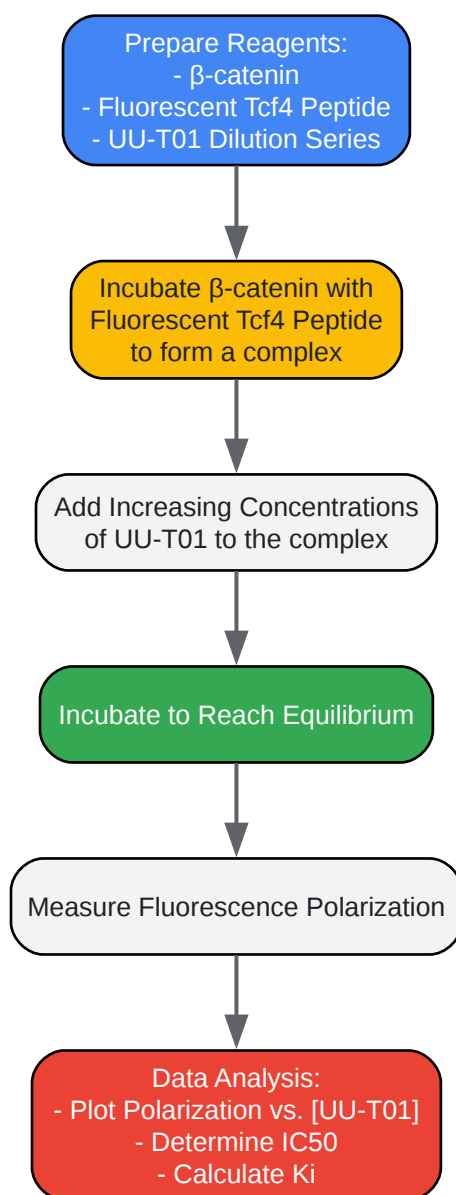 Prepare Reagents:
- β-catenin
- Fluorescent Tcf4 Peptide
- UU-T01 Dilution Series
Incubate β-catenin with
Fluorescent Tcf4 Peptide
to form a complex
Add Increasing Concentrations
of UU-T01 to the complex
Incubate to Reach Equilibrium
Measure Fluorescence Polarization
Data Analysis:
- Plot Polarization vs. [UU-T01]
- Determine IC50
- Calculate Ki